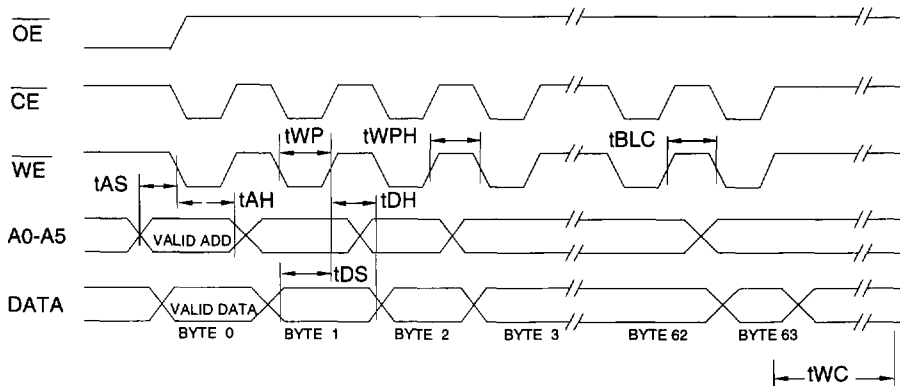 OE
CE
tWP tWPH tBLC
WE
tAS tAH tDH
A0-A5 VALID ADD
tDS
DATA VALID DATA
BYTE 0 BYTE 1 BYTE 2 BYTE 3 BYTE 62 BYTE 63
tWC